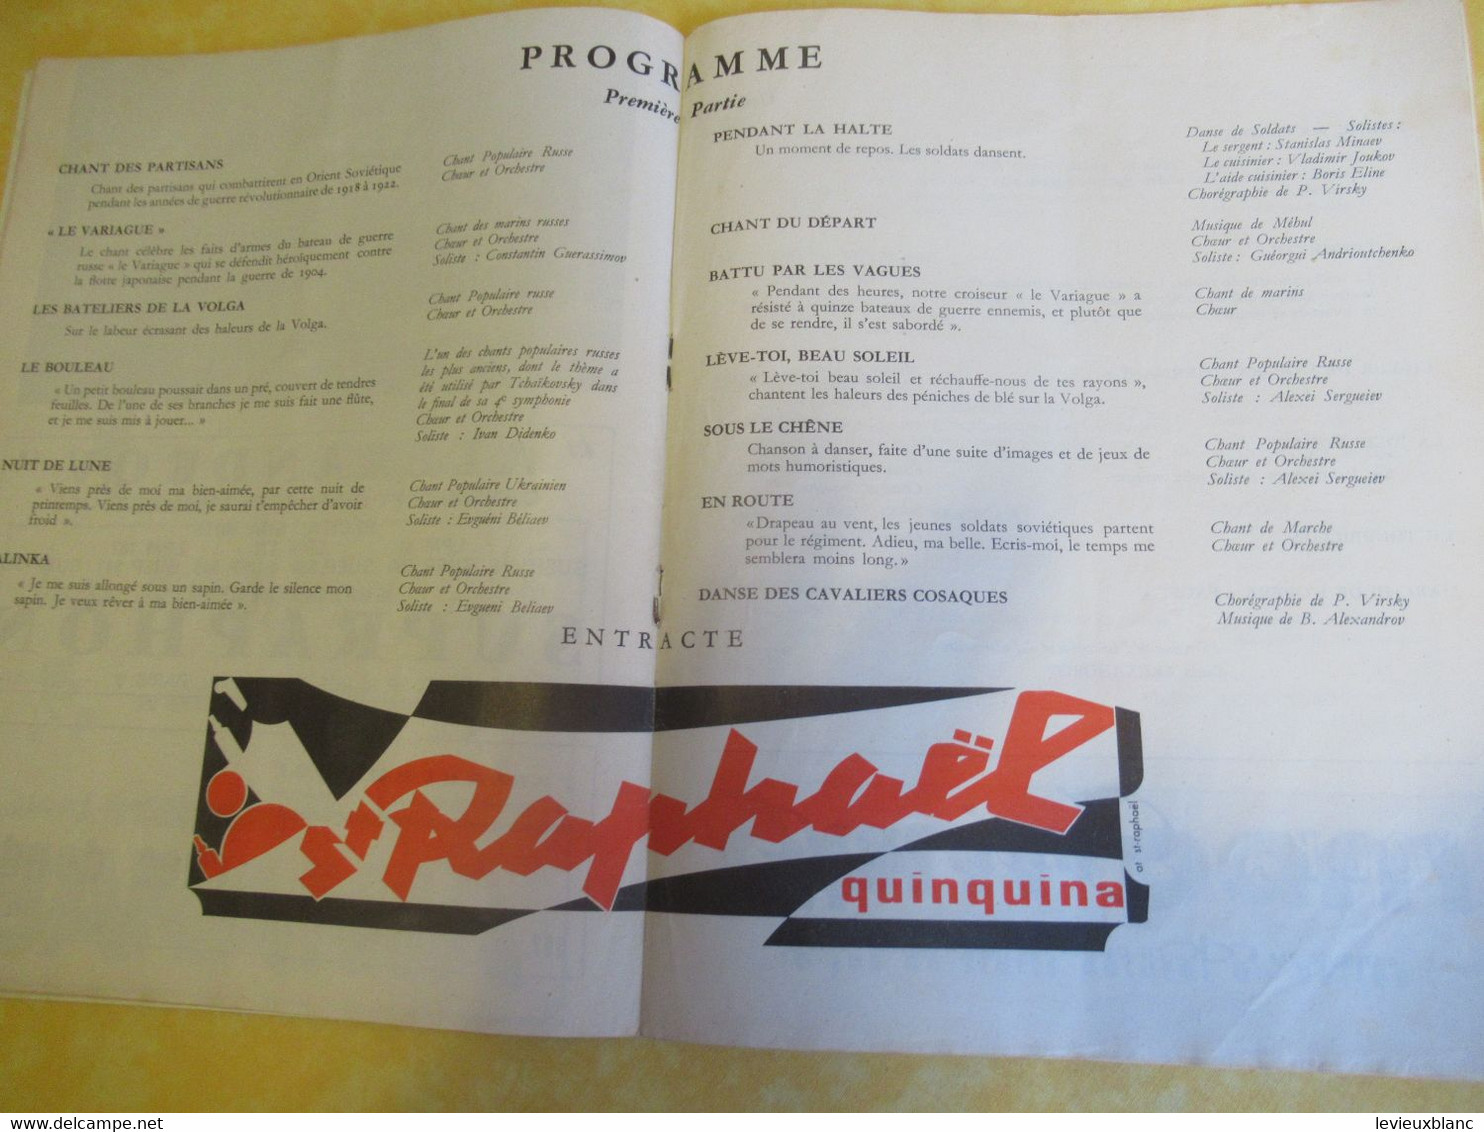 PROGRAMME
Première Partie
CHANT DES PARTISANS
Chant des partisans qui combattirent en Orient Soviétique
pendant les années de guerre révolutionnaire de 1918 à 1922.
Chant Populaire Russe
Chœur et Orchestre
« LE VARIAGUE »
Le chant célèbre les faits d'armes du bateau de guerre
russe « le Variague » qui se défendit héroïquement contre
la flotte japonaise pendant la guerre de 1904.
Chant des marins russes
Chœur et Orchestre
Soliste : Constantin Guerassimov
LES BATELIERS DE LA VOLGA
Sur le labeur écrasant des haleurs de la Volga.
Chant Populaire russe
Chœur et Orchestre
LE BOULEAU
« Un petit bouleau poussait dans un pré, couvert de tendres
feuilles. De l'une de ses branches je me suis fait une flûte,
et je me suis mis à jouer... »
L'un des chants populaires russes
les plus anciens, dont le thème a
été utilisé par Tchaïkovsky dans
le final de sa 4e symphonie
Chœur et Orchestre
Soliste : Ivan Didenko
NUIT DE LUNE
« Viens près de moi ma bien-aimée, par cette nuit de
printemps. Viens près de moi, je saurai t'empêcher d'avoir
froid ».
Chant Populaire Ukrainien
Chœur et Orchestre
Soliste : Evguéni Béliaev
ALINKA
« Je me suis allongé sous un sapin. Garde le silence mon
sapin. Je veux rêver à ma bien-aimée ».
Chant Populaire Russe
Chœur et Orchestre
Soliste : Evgueni Beliaev
PENDANT LA HALTE
Un moment de repos. Les soldats dansent.
Danse de Soldats — Solistes :
Le sergent : Stanislas Minaev
Le cuisinier : Vladimir Joukov
L'aide cuisinier : Boris Eline
Chorégraphie de P. Virsky
CHANT DU DÉPART
Musique de Méhul
Chœur et Orchestre
Soliste : Guéorgui Andrioutchenko
BATTU PAR LES VAGUES
« Pendant des heures, notre croiseur « le Variague » a
résisté à quinze bateaux de guerre ennemis, et plutôt que
de se rendre, il s'est sabordé ».
Chant de marins
Chœur
LÈVE-TOI, BEAU SOLEIL
« Lève-toi beau soleil et réchauffe-nous de tes rayons »,
chantent les haleurs des péniches de blé sur la Volga.
Chant Populaire Russe
Chœur et Orchestre
Soliste : Alexei Sergueiev
SOUS LE CHÊNE
Chanson à danser, faite d'une suite d'images et de jeux de
mots humoristiques.
Chant Populaire Russe
Chœur et Orchestre
Soliste : Alexei Sergueiev
EN ROUTE
«Drapeau au vent, les jeunes soldats soviétiques partent
pour le régiment. Adieu, ma belle. Ecris-moi, le temps me
semblera moins long. »
Chant de Marche
Chœur et Orchestre
DANSE DES CAVALIERS COSAQUES
Chorégraphie de P. Virsky
Musique de B. Alexandrov
ENTRACTE
St Raphaël
quinquina
at st-raphaël
delcampe.net
levieuxblanc